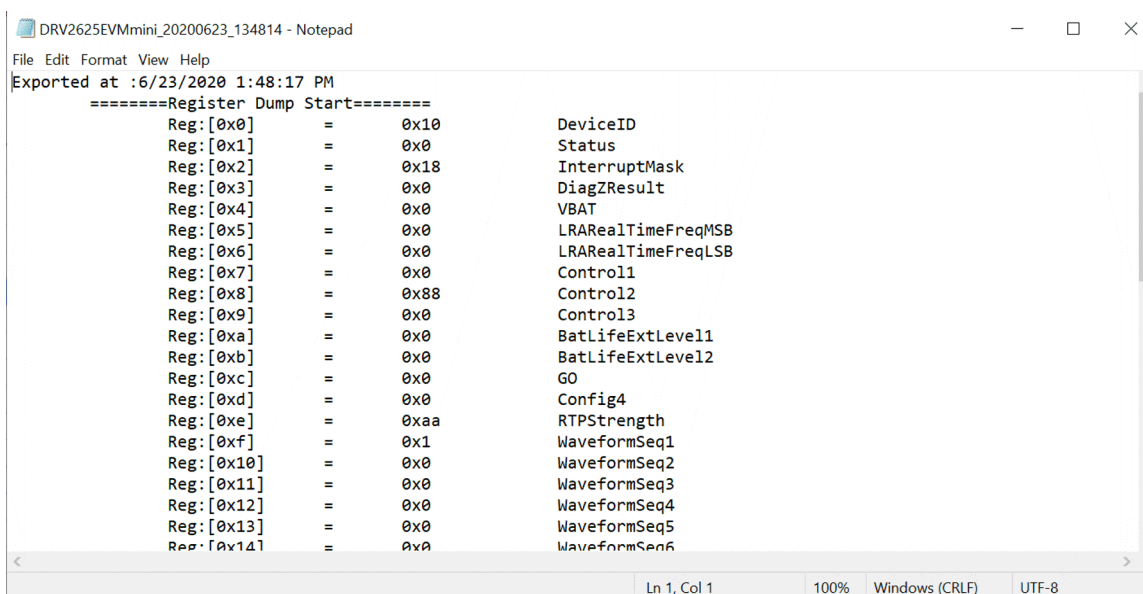 DRV2625EVMmini_20200623_134814 - Notepad
File Edit Format View Help
Exported at :6/23/2020 1:48:17 PM
========Register Dump Start========
Reg:[0x0] = 0x10 DeviceID
Reg:[0x1] = 0x0 Status
Reg:[0x2] = 0x18 InterruptMask
Reg:[0x3] = 0x0 DiagZResult
Reg:[0x4] = 0x0 VBAT
Reg:[0x5] = 0x0 LRARealTimeFreqMSB
Reg:[0x6] = 0x0 LRARealTimeFreqLSB
Reg:[0x7] = 0x0 Control1
Reg:[0x8] = 0x88 Control2
Reg:[0x9] = 0x0 Control3
Reg:[0xa] = 0x0 BatLifeExtLevel1
Reg:[0xb] = 0x0 BatLifeExtLevel2
Reg:[0xc] = 0x0 GO
Reg:[0xd] = 0x0 Config4
Reg:[0xe] = 0xaa RTPStrength
Reg:[0xf] = 0x1 WaveformSeq1
Reg:[0x10] = 0x0 WaveformSeq2
Reg:[0x11] = 0x0 WaveformSeq3
Reg:[0x12] = 0x0 WaveformSeq4
Reg:[0x13] = 0x0 WaveformSeq5
Reg:[0x14] = 0x0 WaveformSeq6
Ln 1, Col 1 100% Windows (CRLF) UTF-8